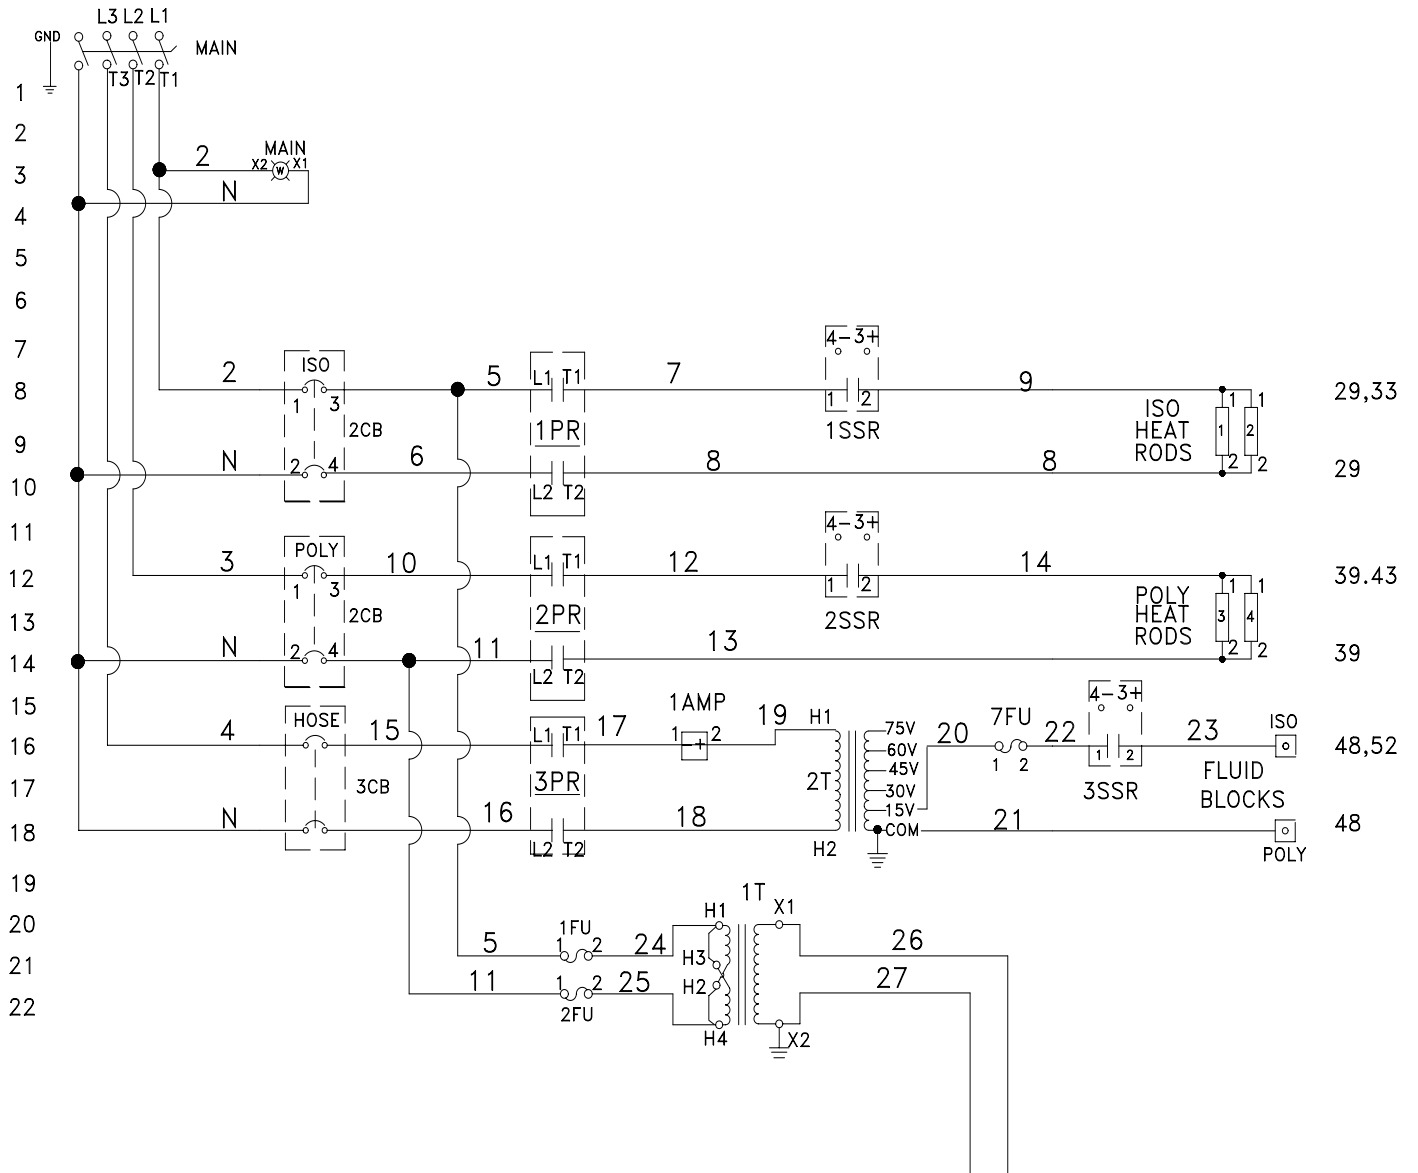 L3 L2 L1
GND
MAIN
T3 T2 T1
1
2
MAIN
2 X2 W X1
3
N
4
5
6
7
4- 3+
ISO
8
2
1 3
5
L1 T1
7
1 2
9
1 1
29,33
2CB
1PR
1SSR
ISO
HEAT
RODS
1 2
9
N
2 4
6
L2 T2
8
8
2 2
29
10
11
4- 3+
POLY
12
3
1 3
10
L1 T1
12
1 2
14
1 1
39.43
2CB
2PR
2SSR
POLY
HEAT
RODS
3 4
13
N
2 4
11
L2 T2
13
2 2
39
14
15
HOSE
1AMP
4- 3+
16
4
15
L1 T1
17
1 -+ 2
19
H1
75V
60V
45V
30V
15V
COM
20
7FU
1 2
22
1 2
23
ISO
48,52
17
3CB
3PR
2T
3SSR
FLUID
BLOCKS
18
N
16
L2 T2
18
H2
21
POLY
48
19
1T
20
5
1FU
1 2
24
H1
X1
26
21
H3
H2
11
1 2
25
27
22
2FU
H4
X2